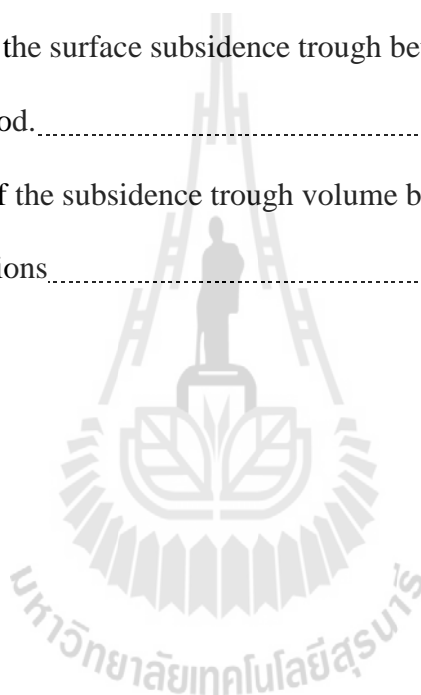 the surface subsidence trough be
od.
f the subsidence trough volume b
ions
มหาวิทยาลัยเทคโนโลยีสุรนารี